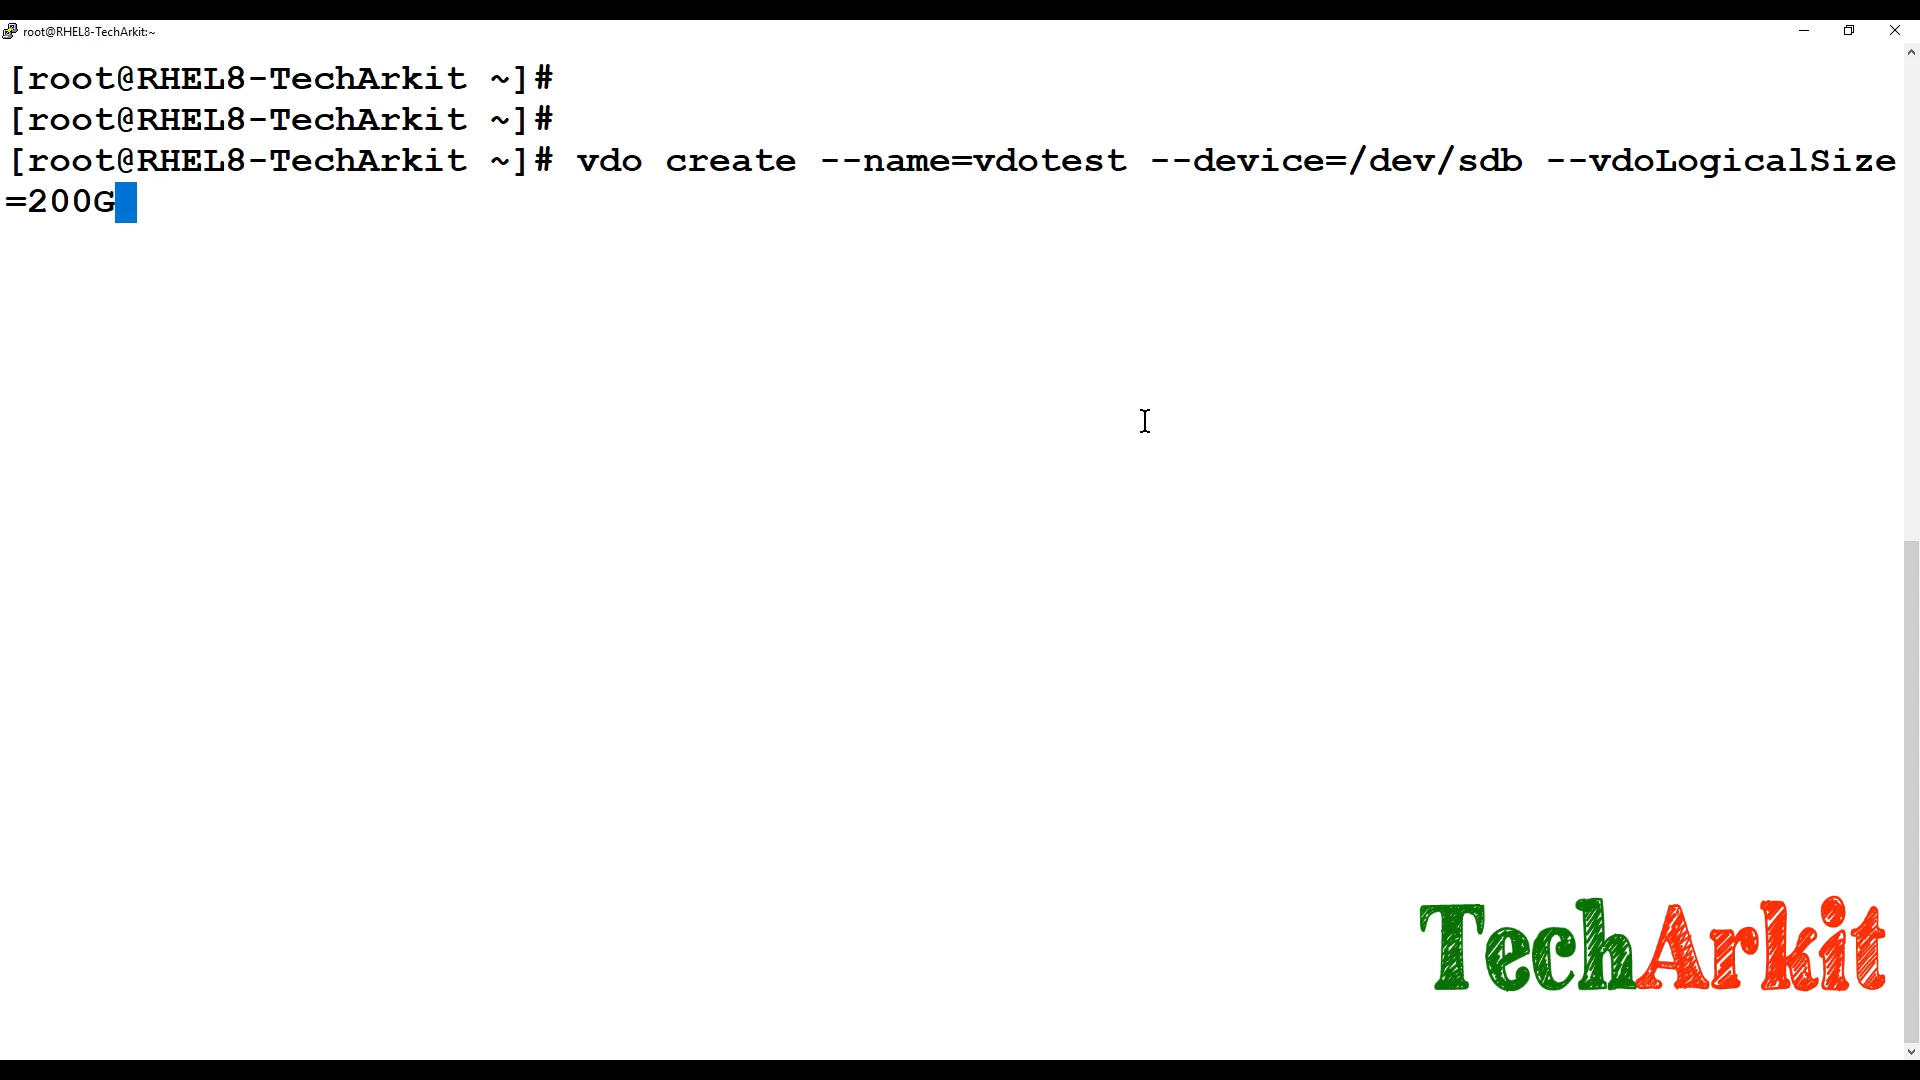 root@RHEL8-TechArkit:~
[root@RHEL8-TechArkit ~]#
[root@RHEL8-TechArkit ~]#
[root@RHEL8-TechArkit ~]# vdo create --name=vdotest --device=/dev/sdb --vdoLogicalSize
=200G
TechArkit